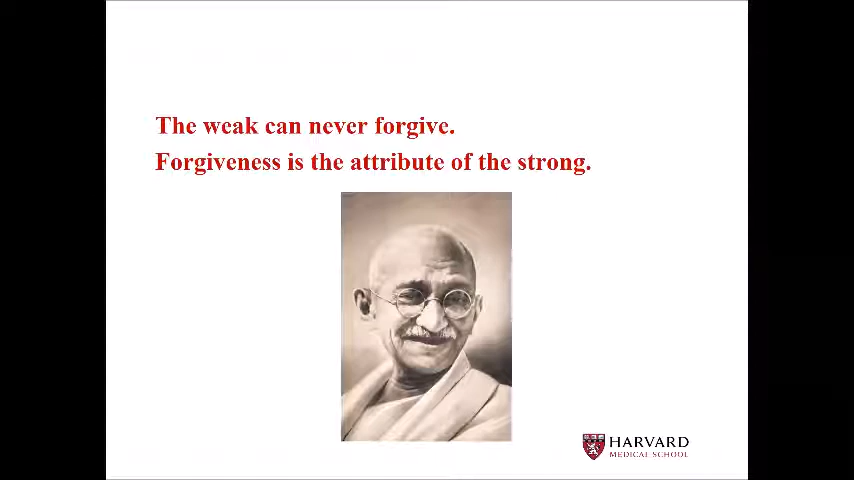 The weak can never forgive.
Forgiveness is the attribute of the strong.
HARVARD
MEDICAL SCHOOL